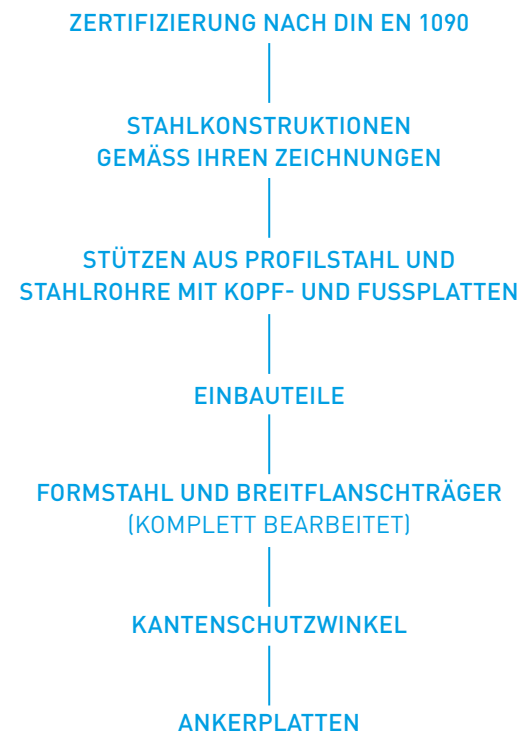 ZERTIFIZIERUNG NACH DIN EN 1090
STAHLKONSTRUKTIONEN
GEMÄSS IHREN ZEICHNUNGEN
STÜTZEN AUS PROFILSTAHL UND
STAHLROHRE MIT KOPF- UND FUSSPLATTEN
EINBAUTEILE
FORMSTAHL UND BREITFLANSCHTRÄGER
(KOMPLETT BEARBEITET)
KANTENSCHUTZWINKEL
ANKERPLATTEN